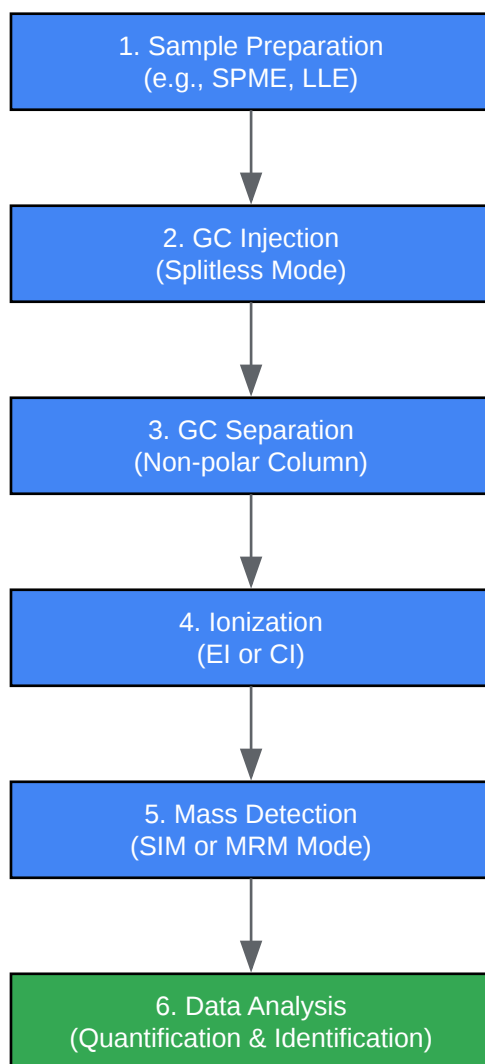 1. Sample Preparation
(e.g., SPME, LLE)
2. GC Injection
(Splitless Mode)
3. GC Separation
(Non-polar Column)
4. Ionization
(EI or CI)
5. Mass Detection
(SIM or MRM Mode)
6. Data Analysis
(Quantification & Identification)